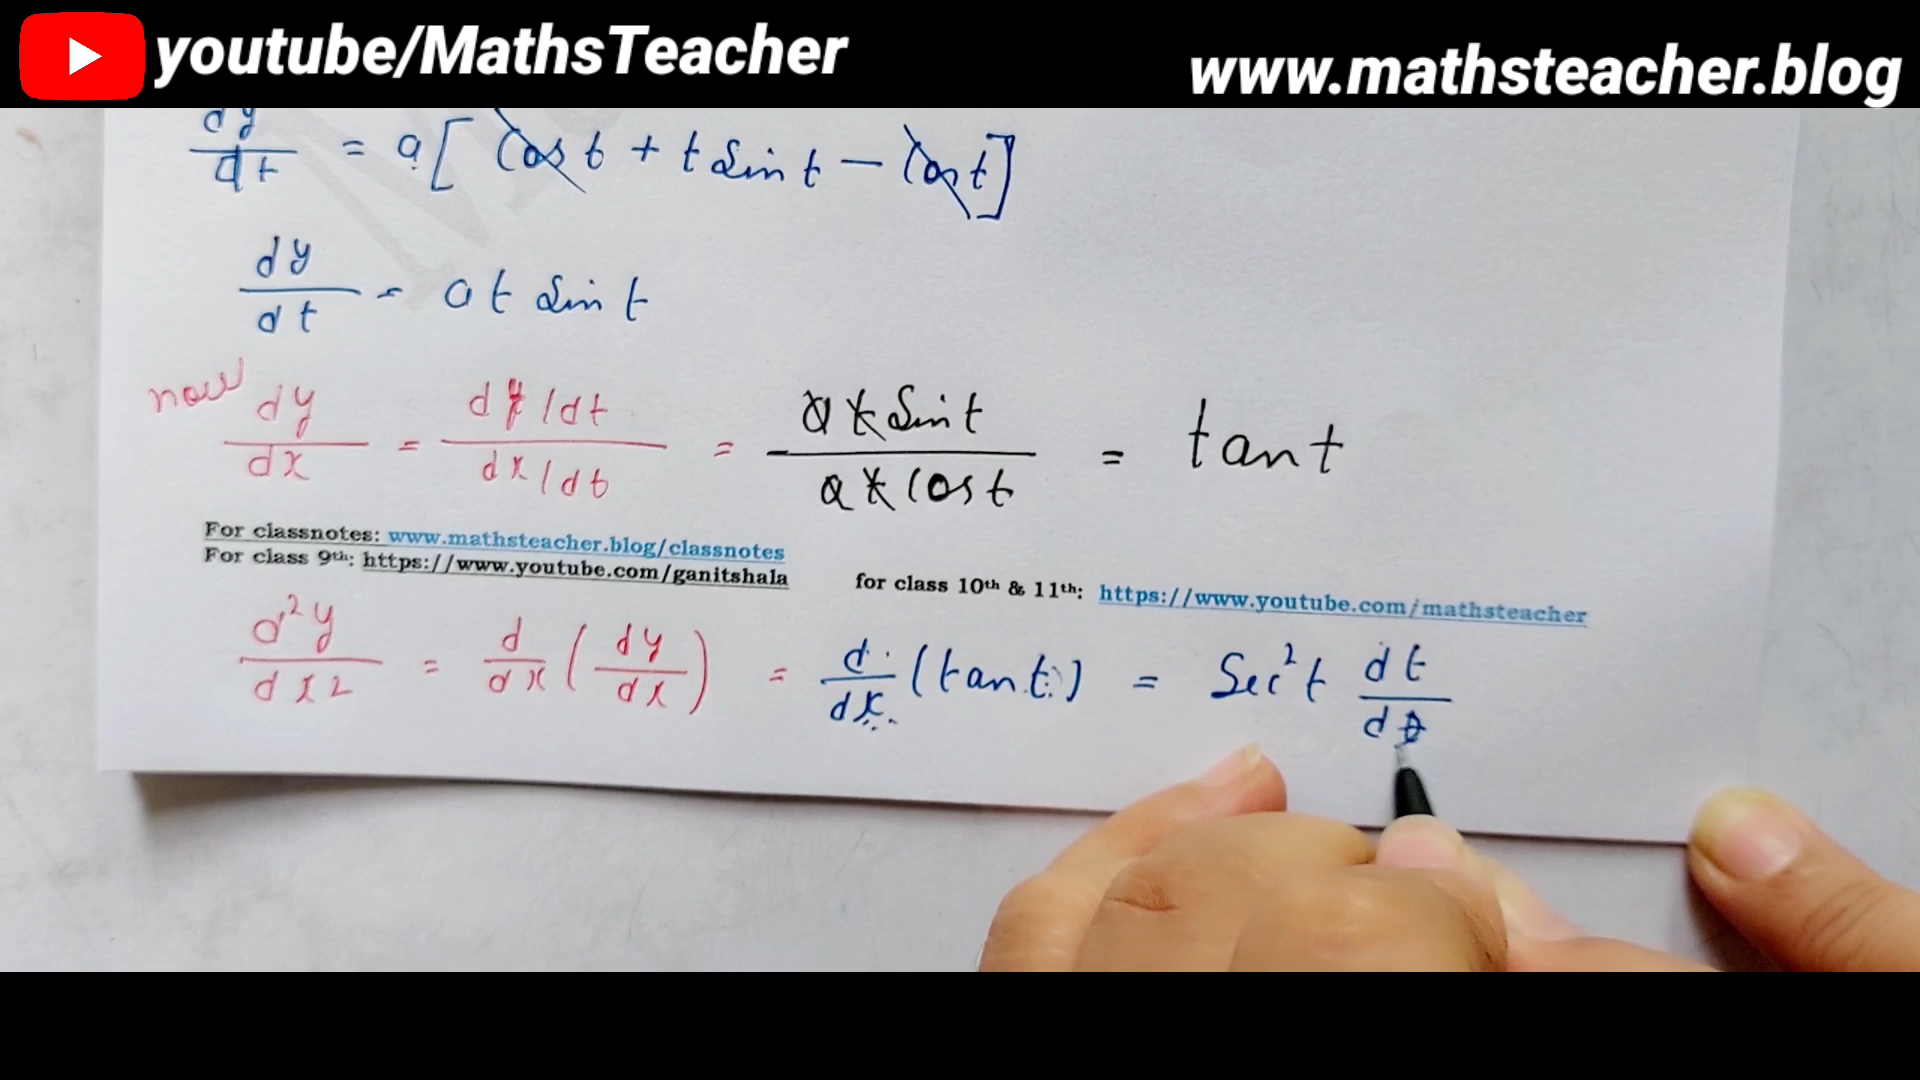 youtube/MathsTeacher
www.mathsteacher.blog
dy/dt = a[ Cos t + t Sin t − Cos t]
dy/dt = a t Sin t
now dy/dx = dy/dt / dx/dt = a t Sin t / a t Cos t = tan t
For classnotes: www.mathsteacher.blog/classnotes
For class 9th: https://www.youtube.com/ganitshala for class 10th & 11th: https://www.youtube.com/mathsteacher
d²y/dx² = d/dx (dy/dx) = d/dx (tan t) = Sec²t dt/d